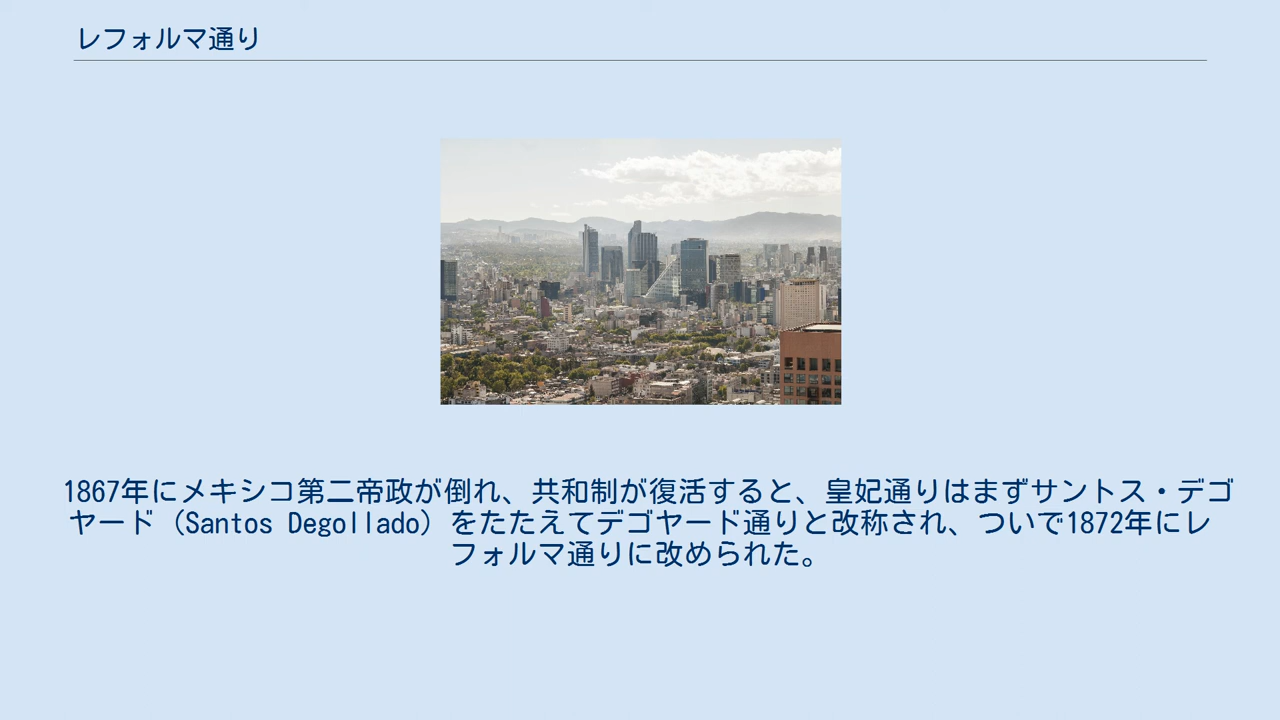 レフォルマ通り
1867年にメキシコ第二帝政が倒れ、共和制が復活すると、皇妃通りはまずサントス・デゴ
ヤード（Santos Degollado）をたたえてデゴヤード通りと改称され、ついで1872年にレ
フォルマ通りに改められた。